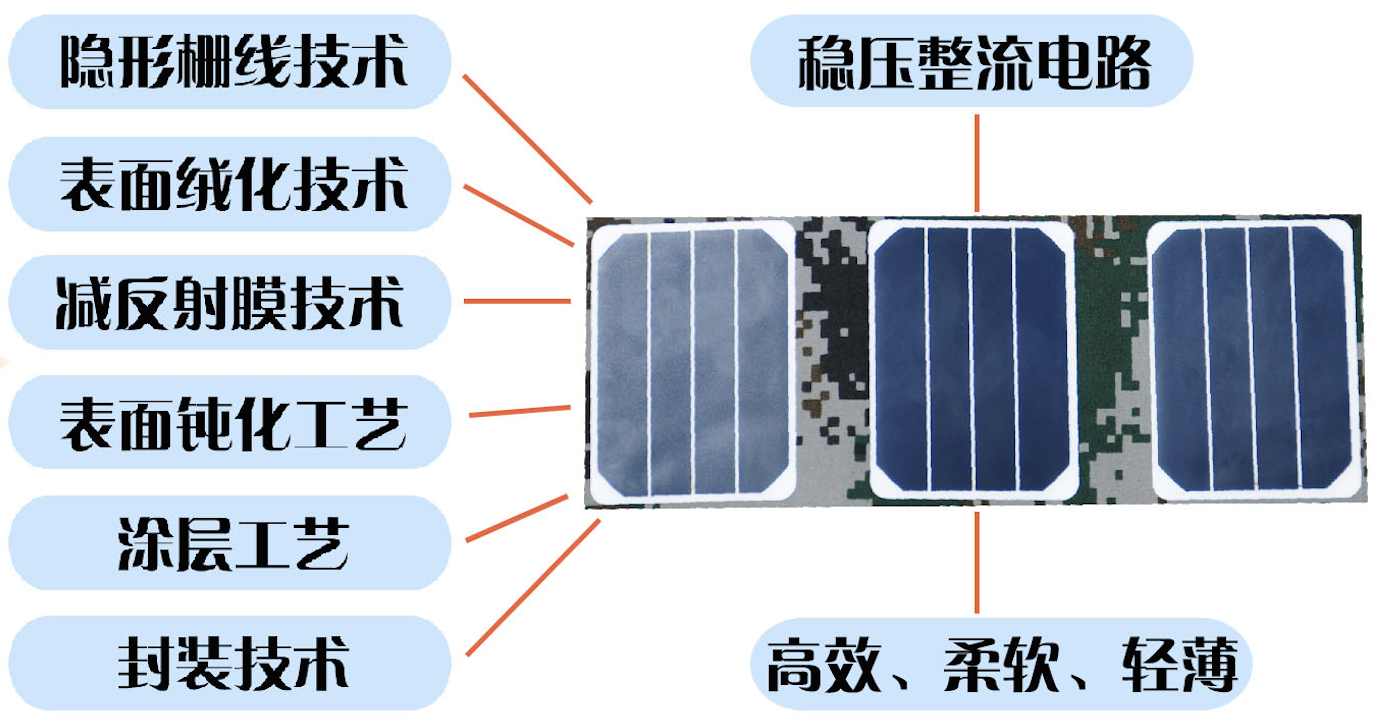 隐形栅线技术
表面绒化技术
减反射膜技术
表面钝化工艺
涂层工艺
封装技术
稳压整流电路
高效、柔软、轻薄